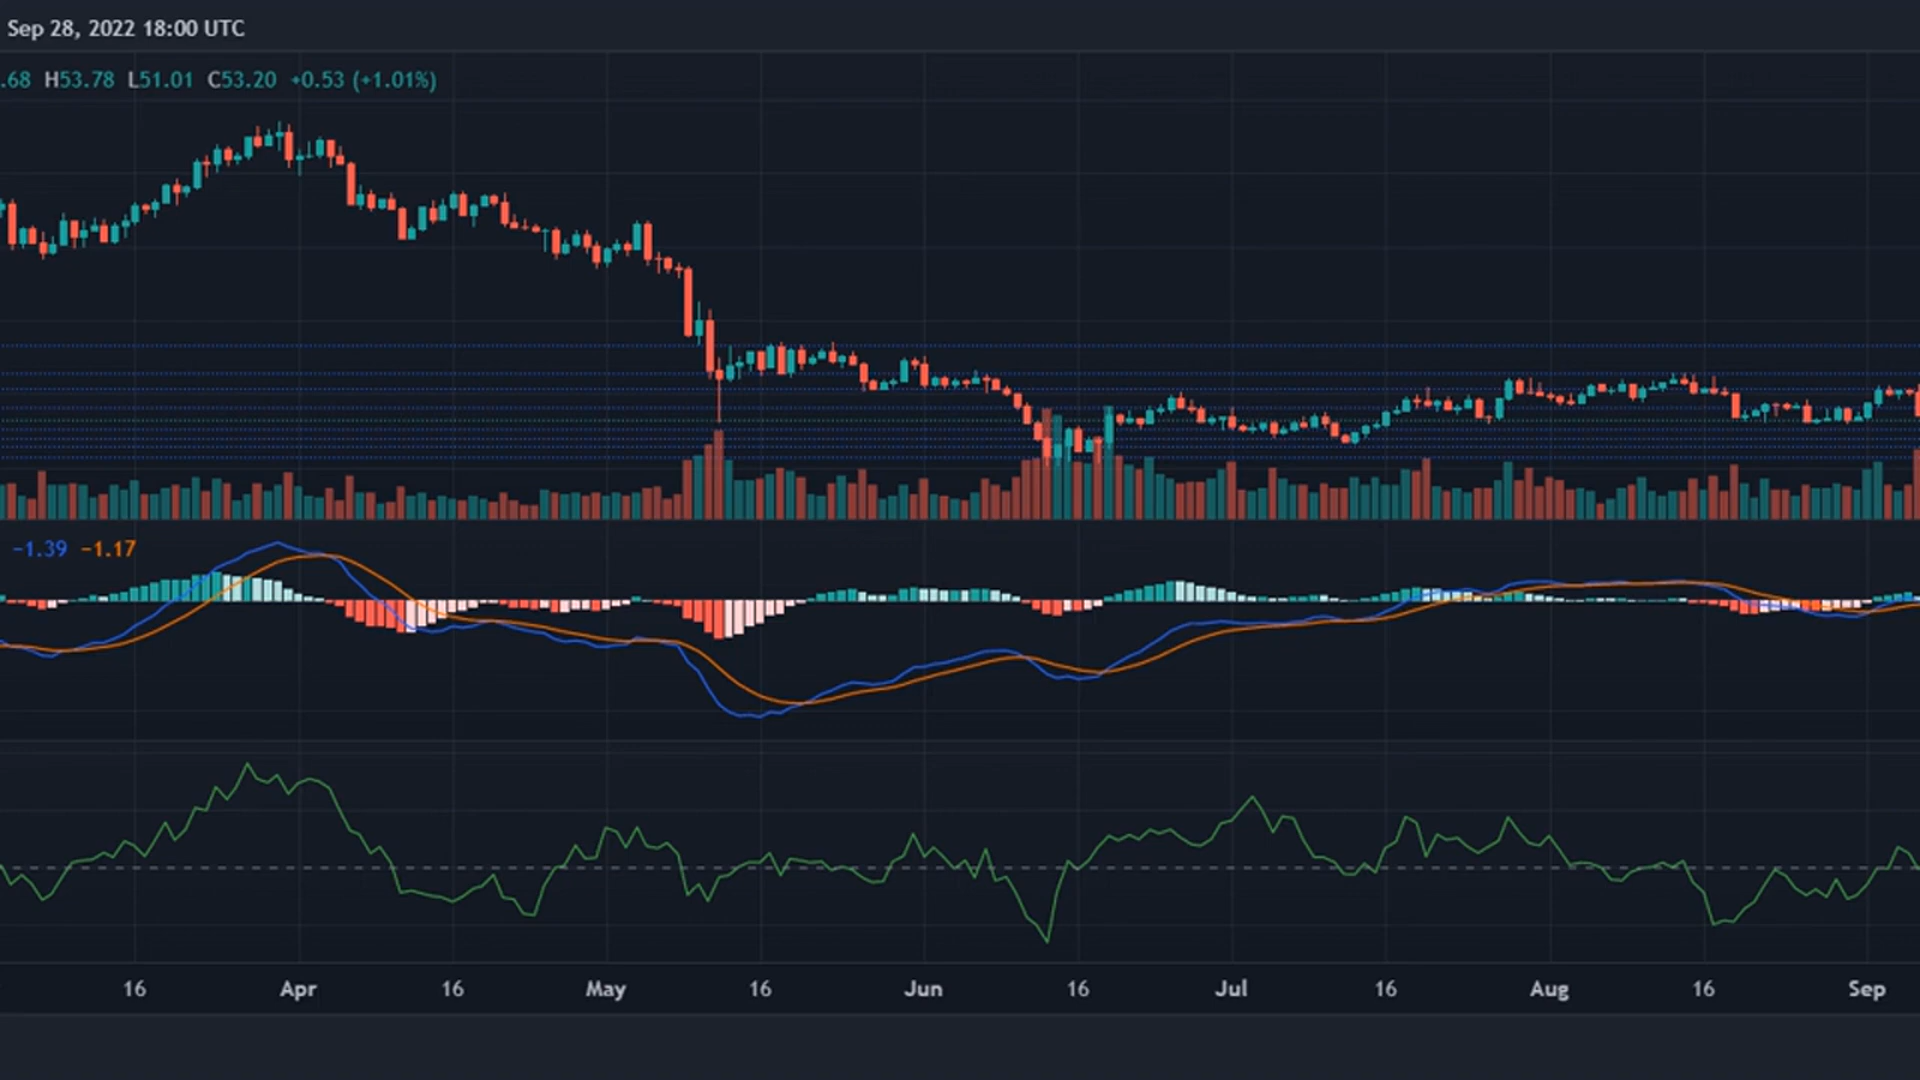 Sep 28, 2022 18:00 UTC
.68 H53.78 L51.01 C53.20 +0.53 (+1.01%)
−1.39 −1.17
16 Apr 16 May 16 Jun 16 Jul 16 Aug 16 Sep